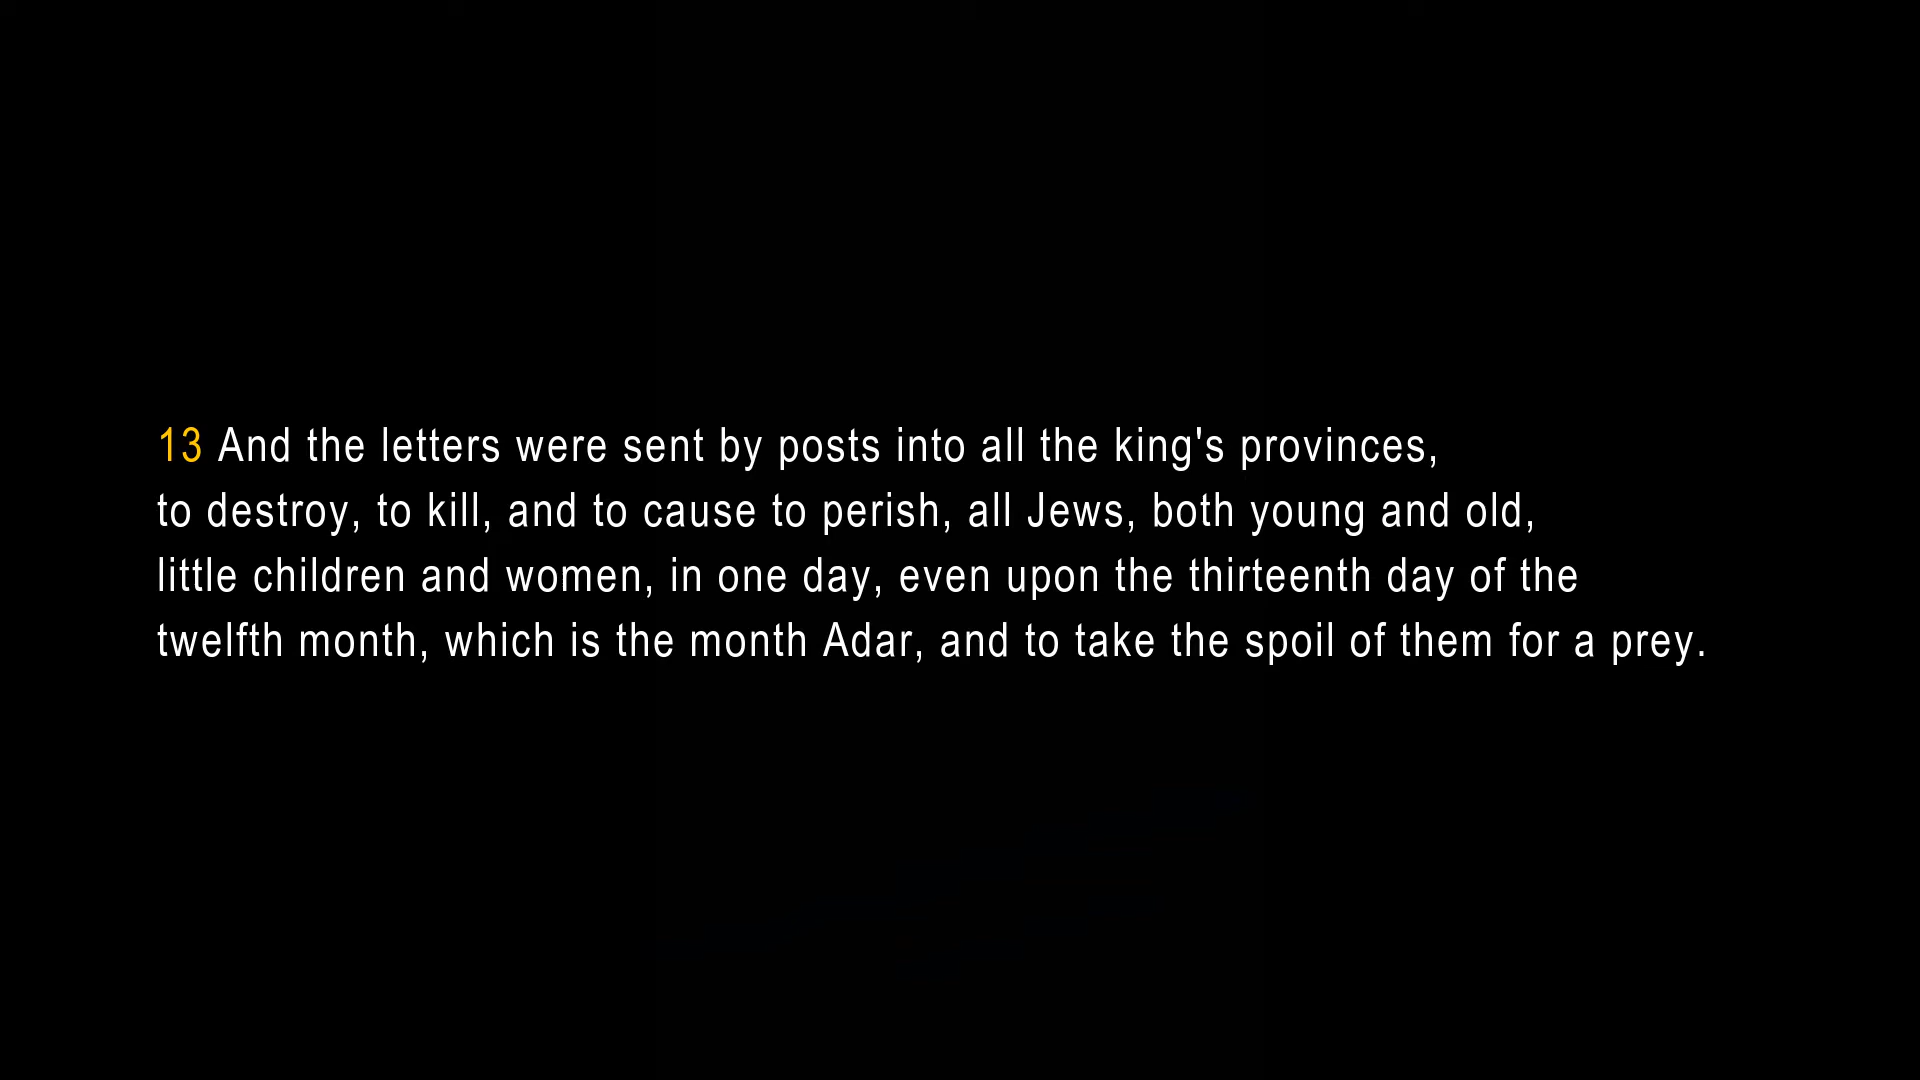 13 And the letters were sent by posts into all the king's provinces,
to destroy, to kill, and to cause to perish, all Jews, both young and old,
little children and women, in one day, even upon the thirteenth day of the
twelfth month, which is the month Adar, and to take the spoil of them for a prey.